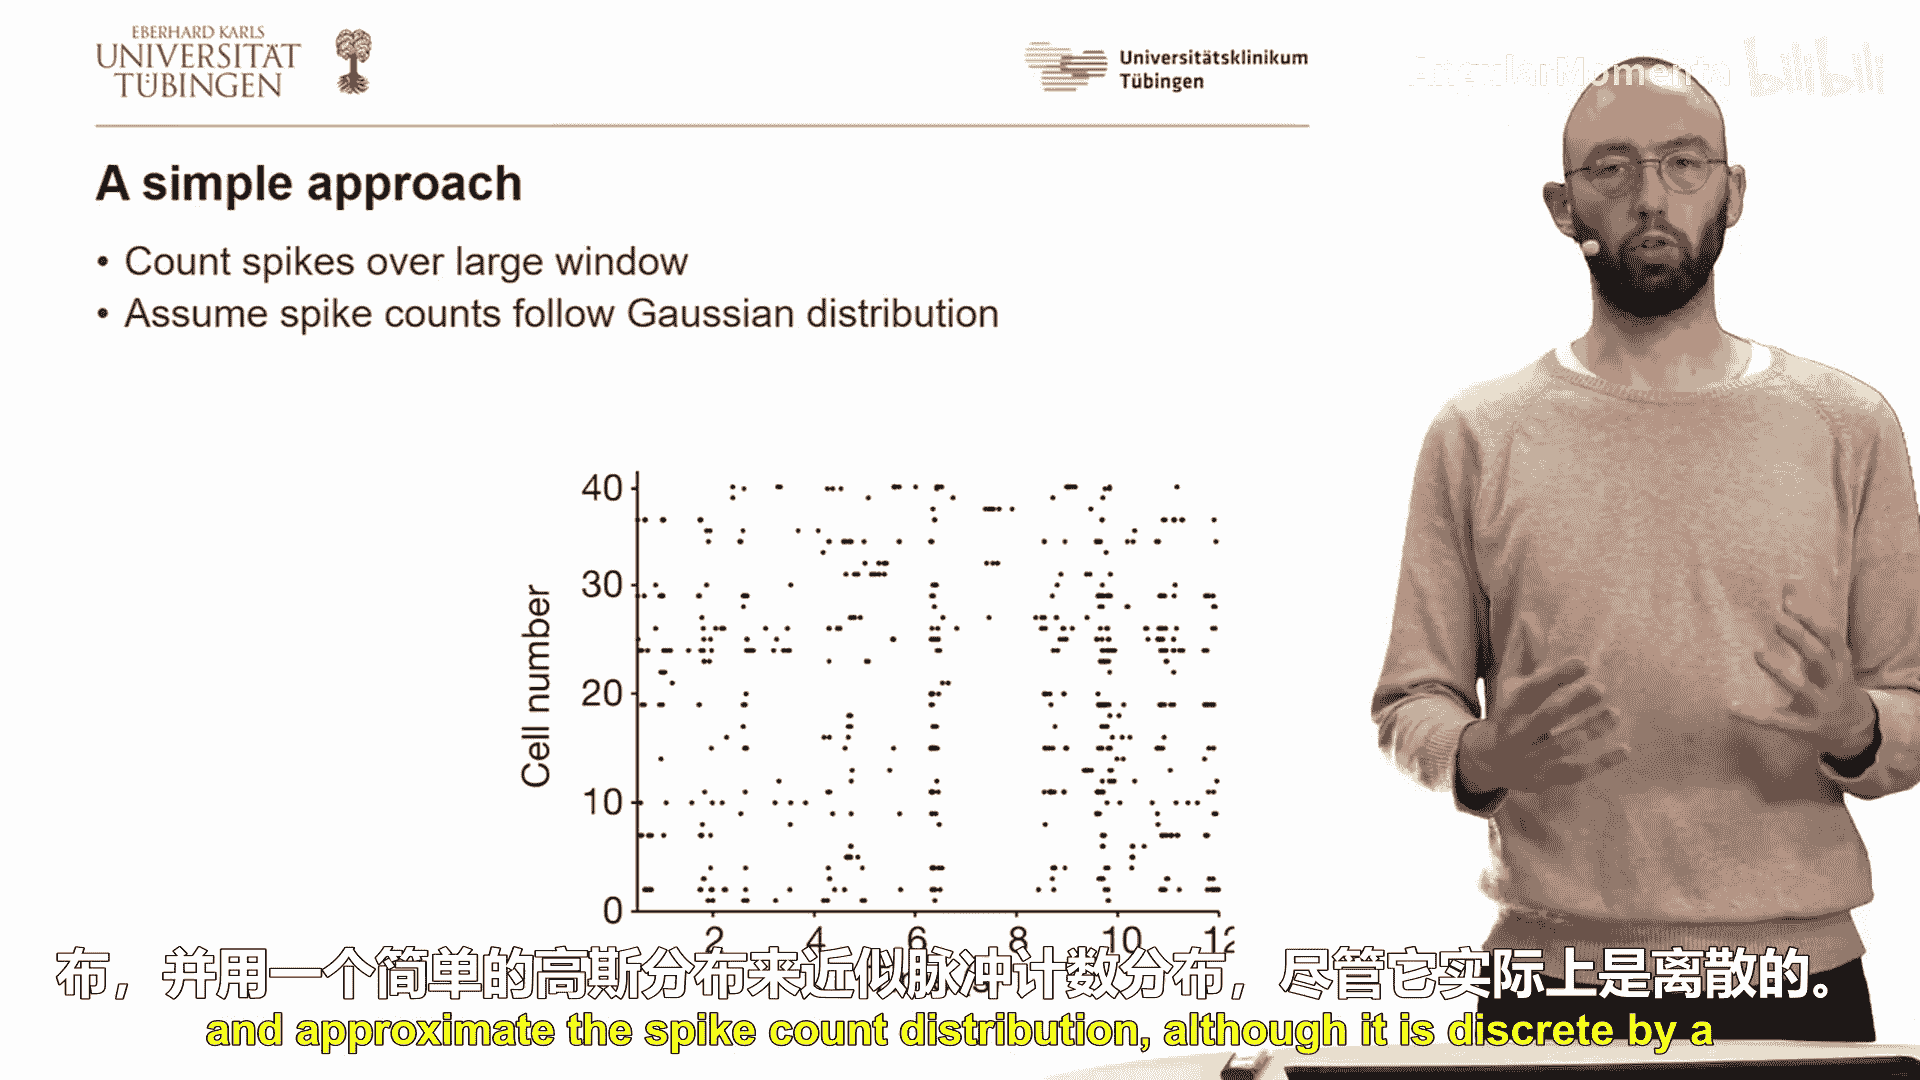 EBERHARD KARLS
UNIVERSITÄT
TÜBINGEN
Universitätsklinikum
Tübingen
AngularMomenta bilibili
A simple approach
• Count spikes over large window
• Assume spike counts follow Gaussian distribution
40
30
20
10
0
Cell number
2 4 6 8 10 12
布，并用一个简单的高斯分布来近似脉冲计数分布，尽管它实际上是离散的。
and approximate the spike count distribution, although it is discrete by a